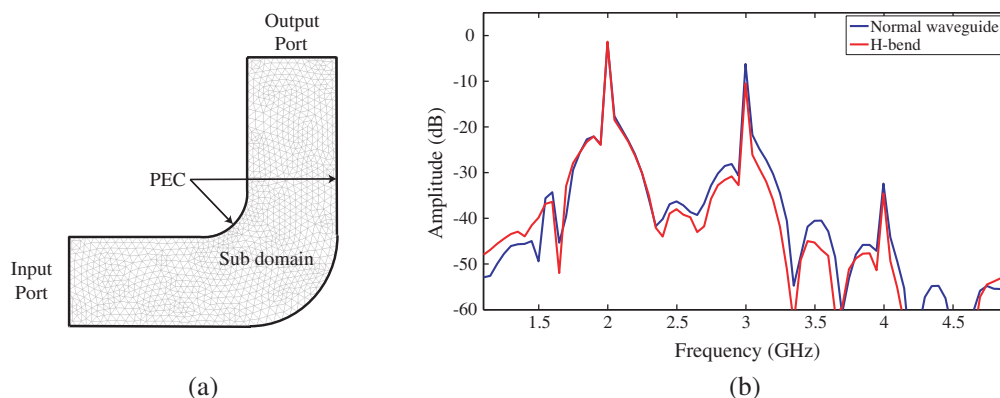 Output
Port
PEC
Sub domain
Input
Port
(a)
Normal waveguide
H-bend
Amplitude (dB)
0
-10
-20
-30
-40
-50
-60
1.5
2
2.5
3
3.5
4
4.5
Frequency (GHz)
(b)